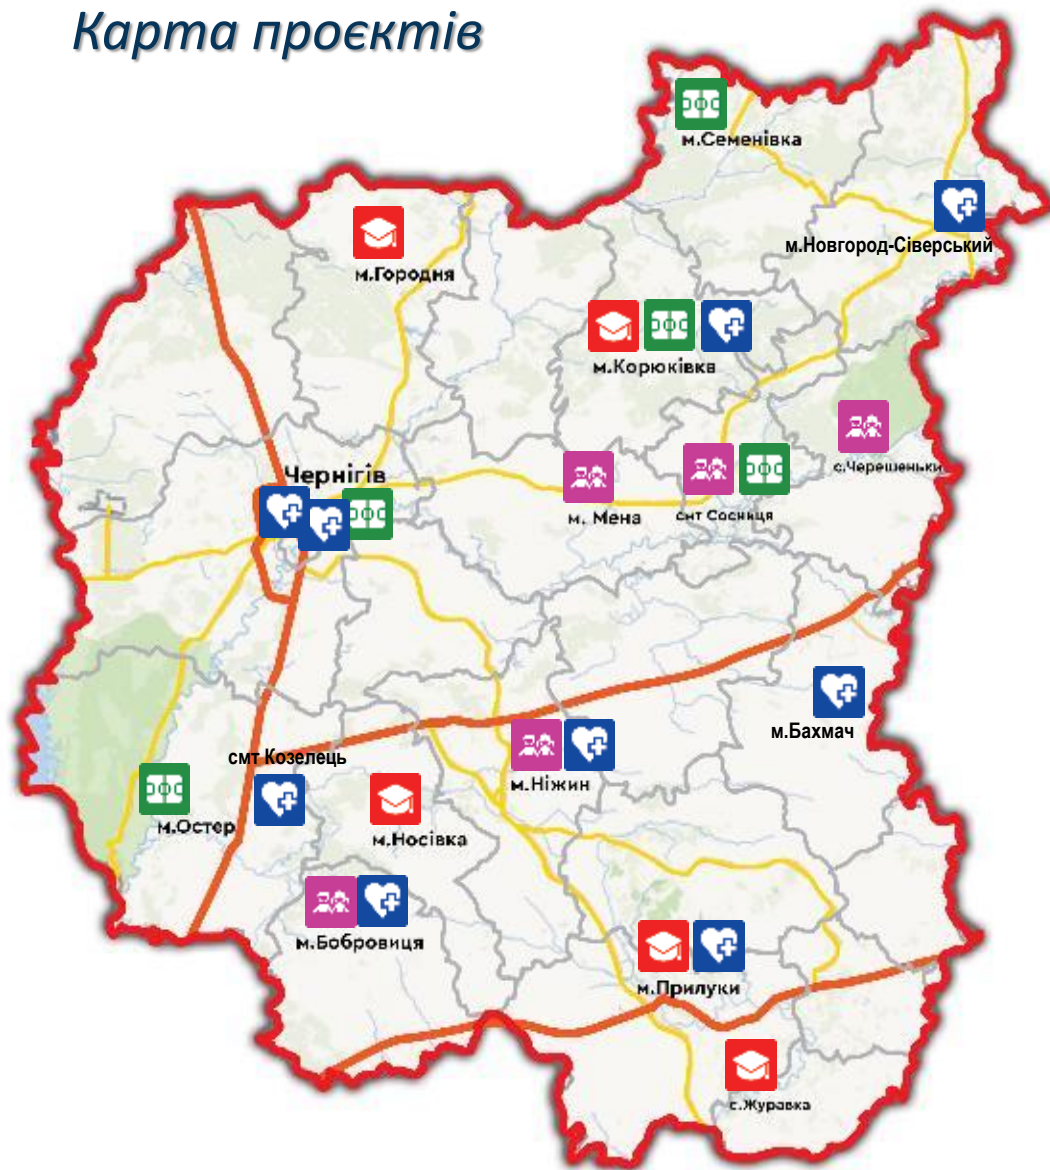 Карта проєктів
м.Семенівка
м.Новгород-Сіверський
м.Городня
м.Корюківка
с.Черешеньки
Чернігів
м. Мена
смт Сосниця
м.Бахмач
смт Козелець
м.Ніжин
м.Остер
м.Носівка
м.Бобровиця
м.Прилуки
с.Журавка